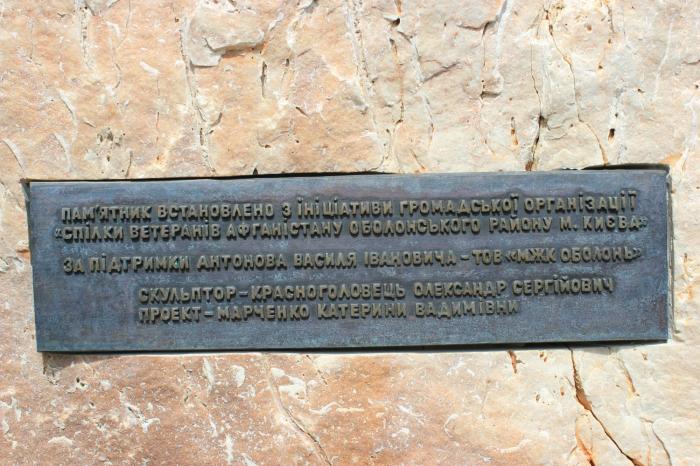 ПАМ'ЯТНИК ВСТАНОВЛЕНО З ІНІЦІАТИВИ ГРОМАДСЬКОЇ ОРГАНІЗАЦІЇ
«СПІЛКИ ВЕТЕРАНІВ АФГАНІСТАНУ ОБОЛОНСЬКОГО РАЙОНУ М. КИЄВА»
ЗА ПІДТРИМКИ АНТОНОВА ВАСИЛЯ ІВАНОВИЧА – ТОВ «МЖК ОБОЛОНЬ»
СКУЛЬПТОР – КРАСНОГОЛОВЕЦЬ ОЛЕКСАНДР СЕРГІЙОВИЧ
ПРОЕКТ – МАРЧЕНКО КАТЕРИНИ ВАДИМІВНИ